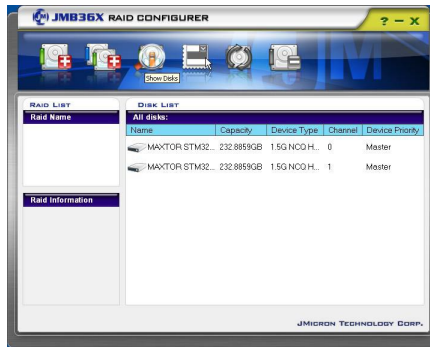 JMB36X RAID CONFIGURER
? – X
Show Disks
RAID LIST
Raid Name
Raid Information
DISK LIST
All disks:
Name Capacity Device Type Channel Device Priority
MAXTOR STM32... 232.8859GB 1.5G NCQ H... 0 Master
MAXTOR STM32... 232.8859GB 1.5G NCQ H... 1 Master
JMICRON TECHNOLOGY CORP.